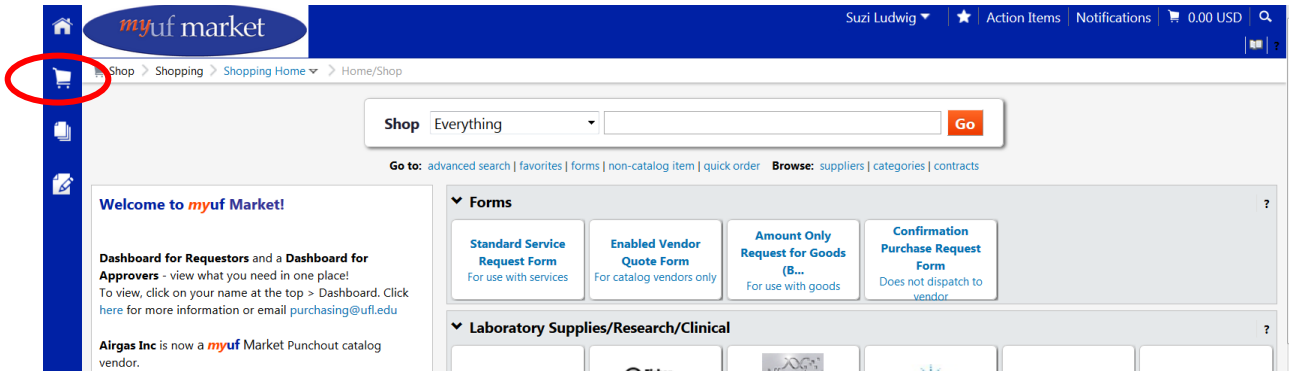 myuf market
Suzi Ludwig ▼ ★ Action Items Notifications 0.00 USD
?
Shop > Shopping > Shopping Home ▼ > Home/Shop
Shop Everything Go
Go to: advanced search | favorites | forms | non-catalog item | quick order Browse: suppliers | categories | contracts
Welcome to myuf Market!
Dashboard for Requestors and a Dashboard for
Approvers - view what you need in one place!
To view, click on your name at the top > Dashboard. Click
here for more information or email purchasing@ufl.edu
Airgas Inc is now a myuf Market Punchout catalog
vendor.
Forms ?
Standard Service
Request Form
For use with services
Enabled Vendor
Quote Form
For catalog vendors only
Amount Only
Request for Goods
(B...
For use with goods
Confirmation
Purchase Request
Form
Does not dispatch to
vendor
Laboratory Supplies/Research/Clinical ?